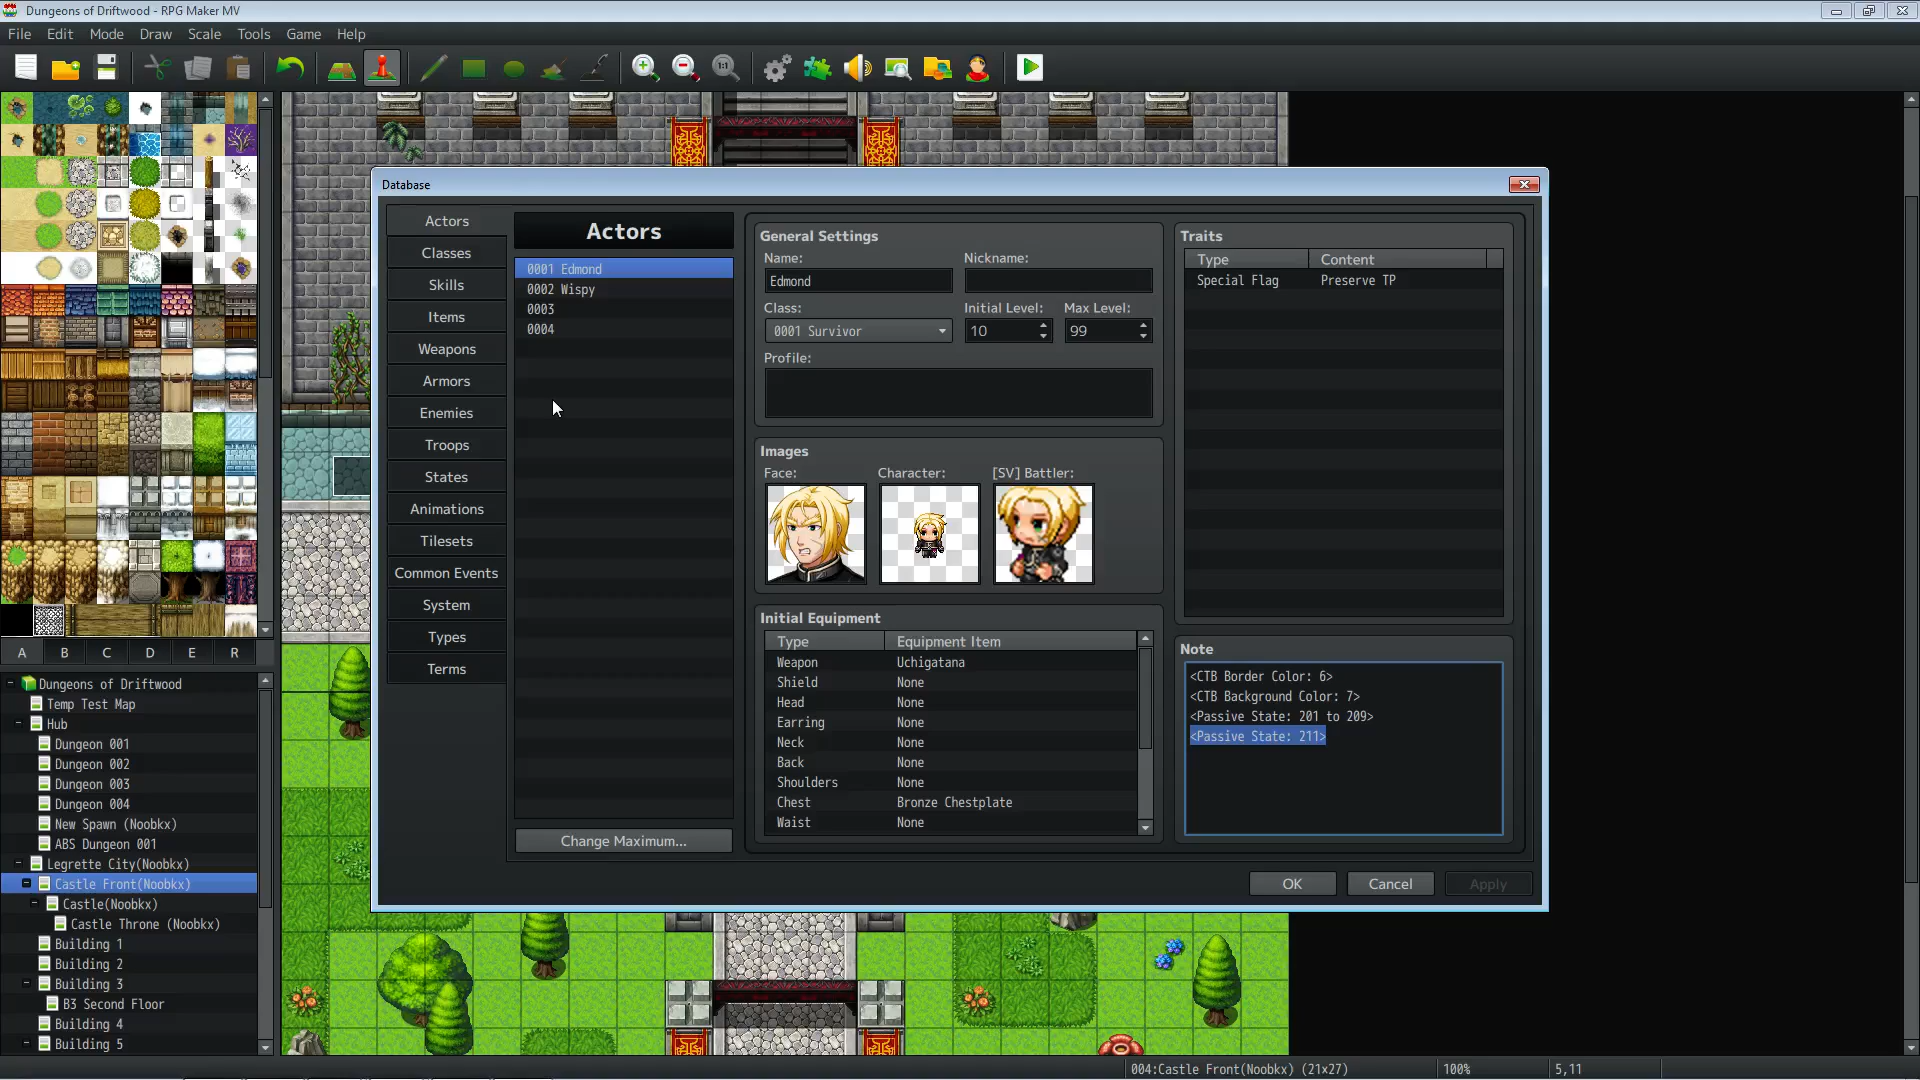 Dungeons of Driftwood - RPG Maker MV
File Edit Mode Draw Scale Tools Game Help
1:1
Database
Actors
Classes
Skills
Items
Weapons
Armors
Enemies
Troops
States
Animations
Tilesets
Common Events
System
Types
Terms
Actors
0001 Edmond
0002 Wispy
0003
0004
Change Maximum...
General Settings
Name:
Nickname:
Edmond
Class:
Initial Level:
Max Level:
0001 Survivor
10
99
Profile:
Images
Face:
Character:
[SV] Battler:
Initial Equipment
Type Equipment Item
Weapon Uchigatana
Shield None
Head None
Earring None
Neck None
Back None
Shoulders None
Chest Bronze Chestplate
Waist None
Traits
Type Content
Special Flag Preserve TP
Note
<CTB Border Color: 6>
<CTB Background Color: 7>
<Passive State: 201 to 209>
<Passive State: 211>
OK
Cancel
Apply
A B C D E R
Dungeons of Driftwood
Temp Test Map
Hub
Dungeon 001
Dungeon 002
Dungeon 003
Dungeon 004
New Spawn (Noobkx)
ABS Dungeon 001
Legrette City(Noobkx)
Castle Front(Noobkx)
Castle(Noobkx)
Castle Throne (Noobkx)
Building 1
Building 2
Building 3
B3 Second Floor
Building 4
Building 5
004:Castle Front(Noobkx) (21x27)
100%
5,11